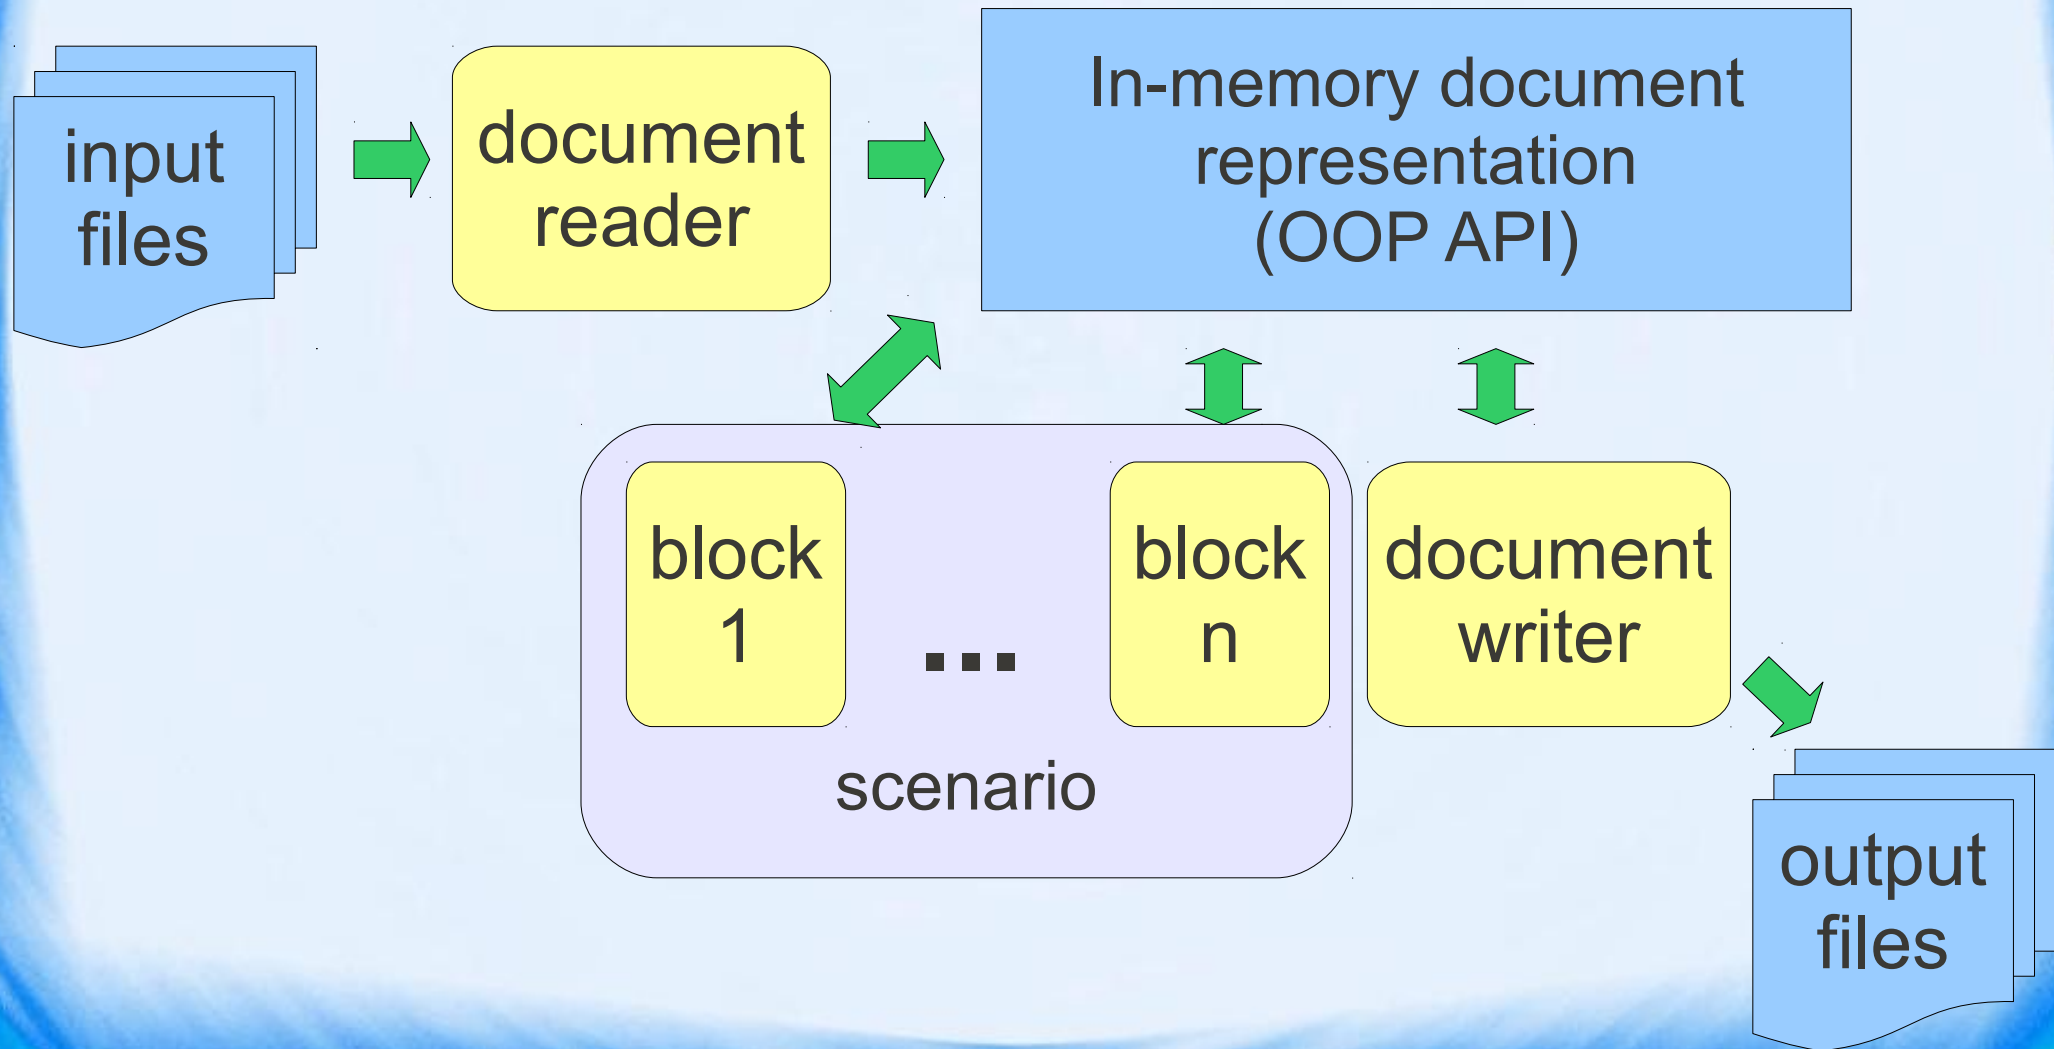 input
files
document
reader
In-memory document
representation
(OOP API)
block
1
...
block
n
document
writer
scenario
output
files